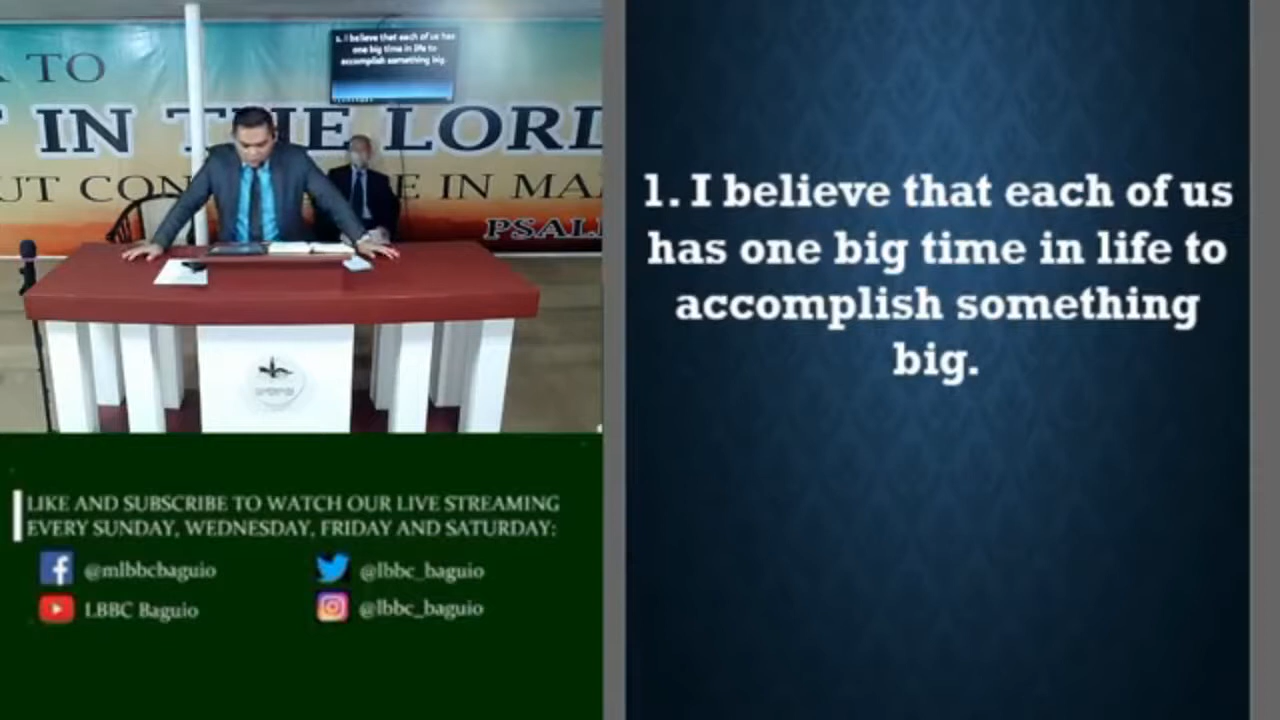 A TO
1. I believe that each of us has
one big time in life to
accomplish something big.
IN THE LORD
UT CON E IN MA
PSAL
LIKE AND SUBSCRIBE TO WATCH OUR LIVE STREAMING
EVERY SUNDAY, WEDNESDAY, FRIDAY AND SATURDAY:
@mlbbcbaguio
@lbbc_baguio
LBBC Baguio
@lbbc_baguio
1. I believe that each of us
has one big time in life to
accomplish something
big.